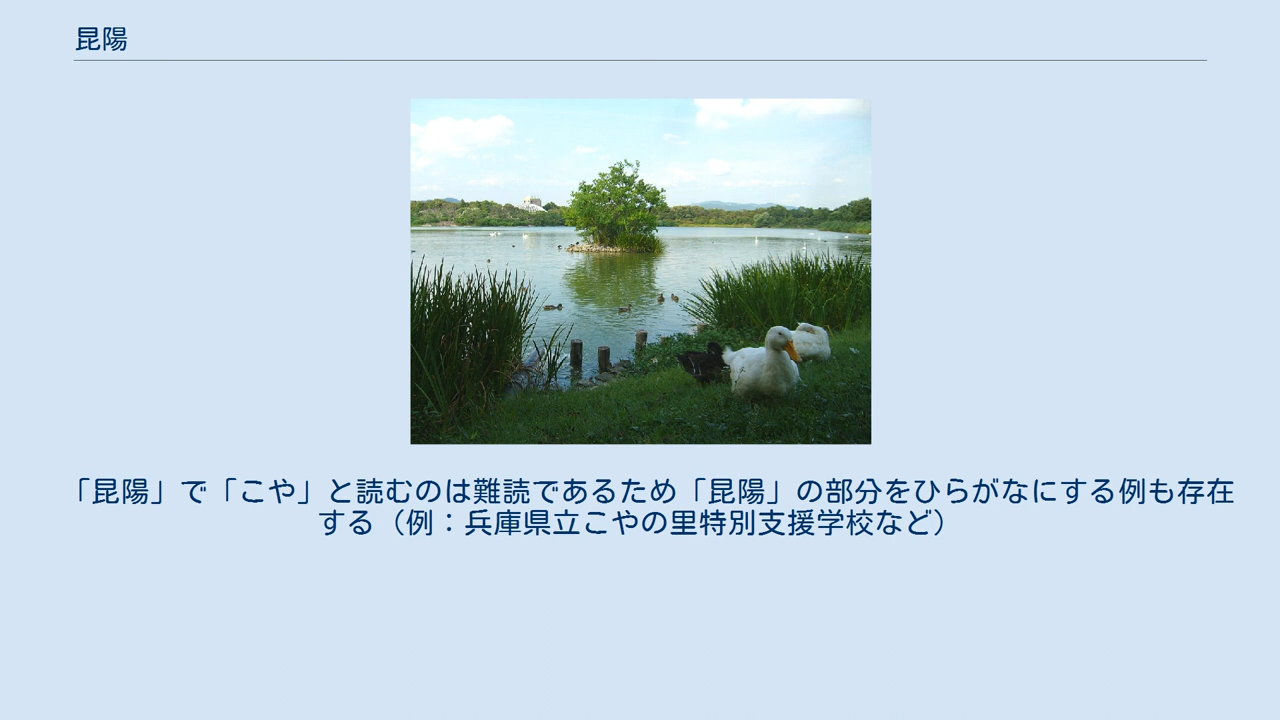 昆陽
「昆陽」で「こや」と読むのは難読であるため「昆陽」の部分をひらがなにする例も存在
する（例：兵庫県立こやの里特別支援学校など）